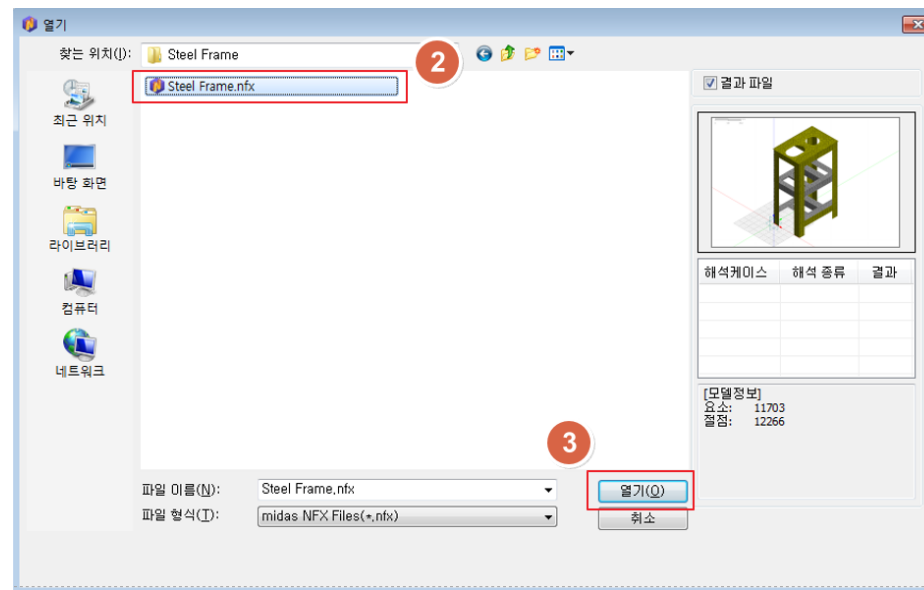 열기
찾는 위치(I):
Steel Frame
2
Steel Frame.nfx
결과 파일
최근 위치
바탕 화면
라이브러리
컴퓨터
네트워크
해석케이스 해석 종류 결과
[모델정보]
요소: 11703
절점: 12266
3
파일 이름(N):
Steel Frame.nfx
열기(O)
파일 형식(T):
midas NFX Files(*.nfx)
취소